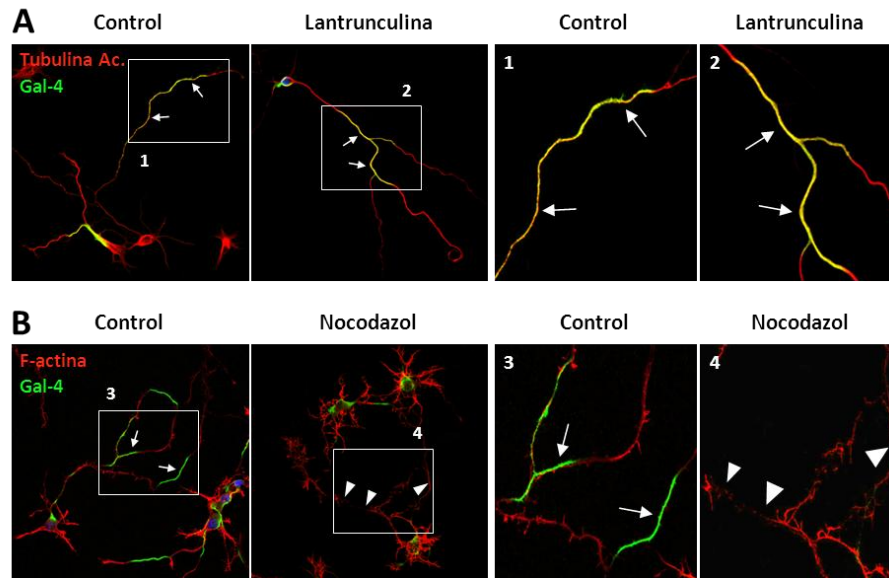 A
Control
Lantrunculina
Control
Lantrunculina
Tubulina Ac.
Gal-4
1
2
1
2
B
Control
Nocodazol
Control
Nocodazol
F-actina
Gal-4
3
4
3
4